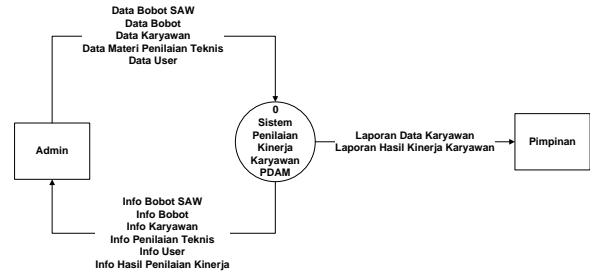 Data Bobot SAW
Data Bobot
Data Karyawan
Data Materi Penilaian Teknis
Data User
Admin
0
Sistem
Penilaian
Kinerja
Karyawan
PDAM
Laporan Data Karyawan
Laporan Hasil Kinerja Karyawan
Pimpinan
Info Bobot SAW
Info Bobot
Info Karyawan
Info Penilaian Teknis
Info User
Info Hasil Penilaian Kinerja